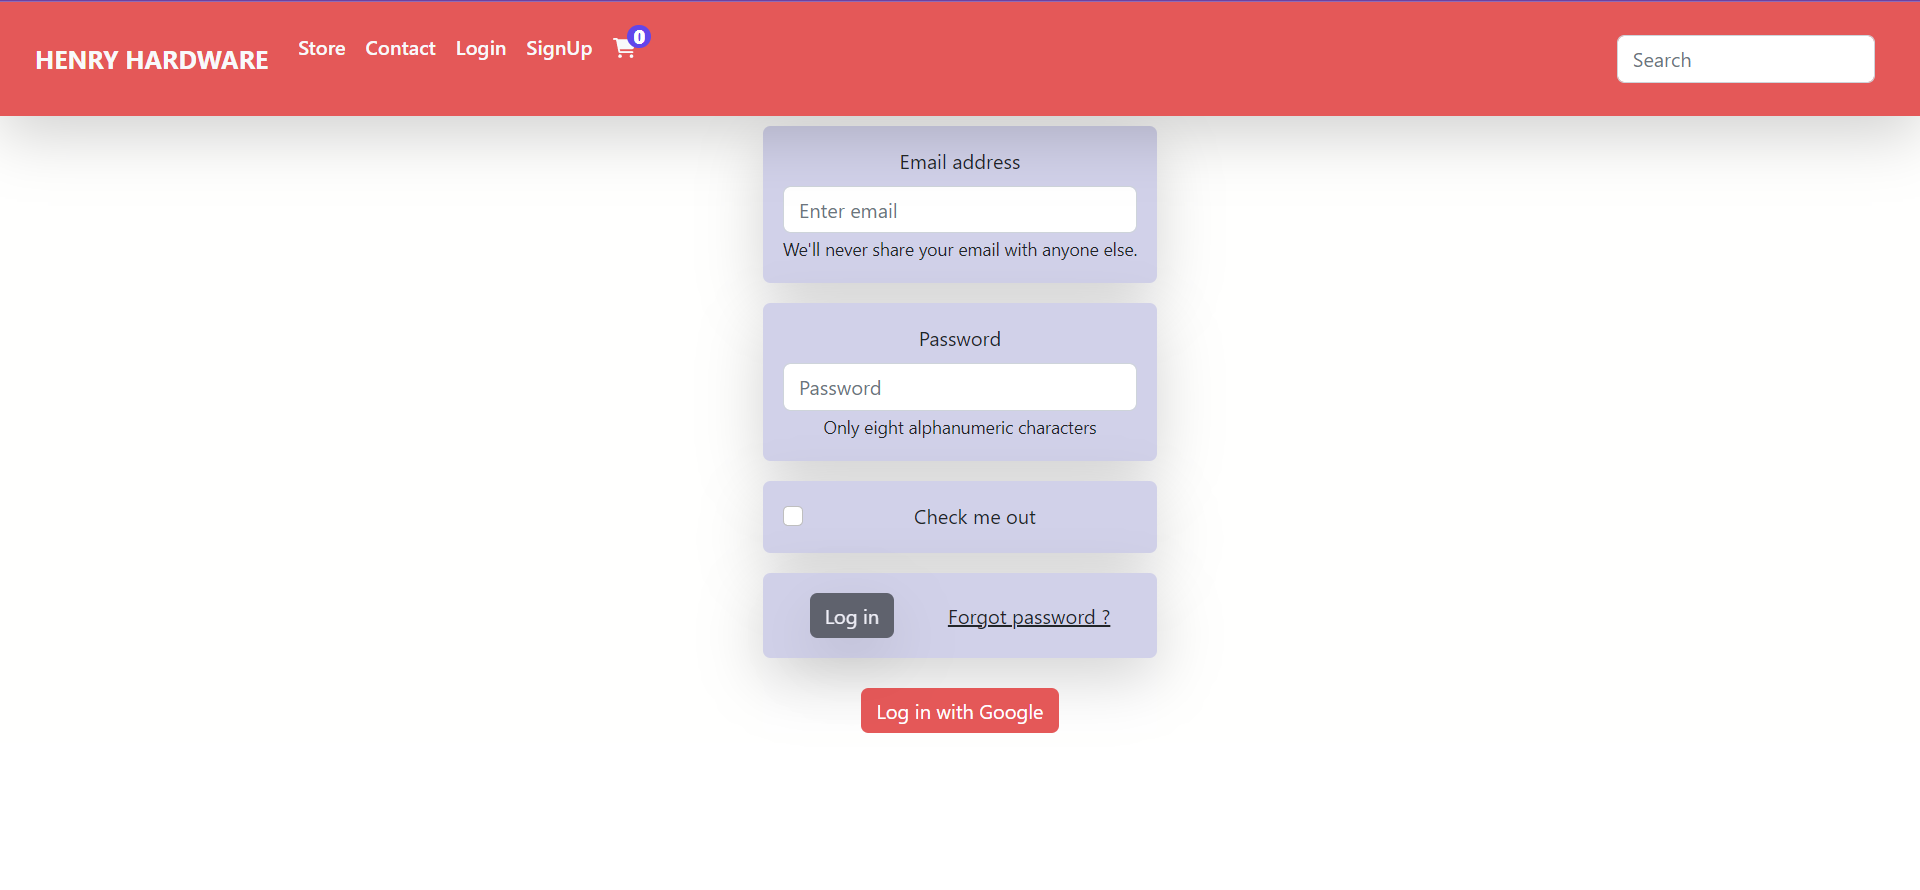 HENRY HARDWARE Store Contact Login SignUp 0 Search
Email address
Enter email
We'll never share your email with anyone else.
Password
Password
Only eight alphanumeric characters
Check me out
Log in Forgot password ?
Log in with Google